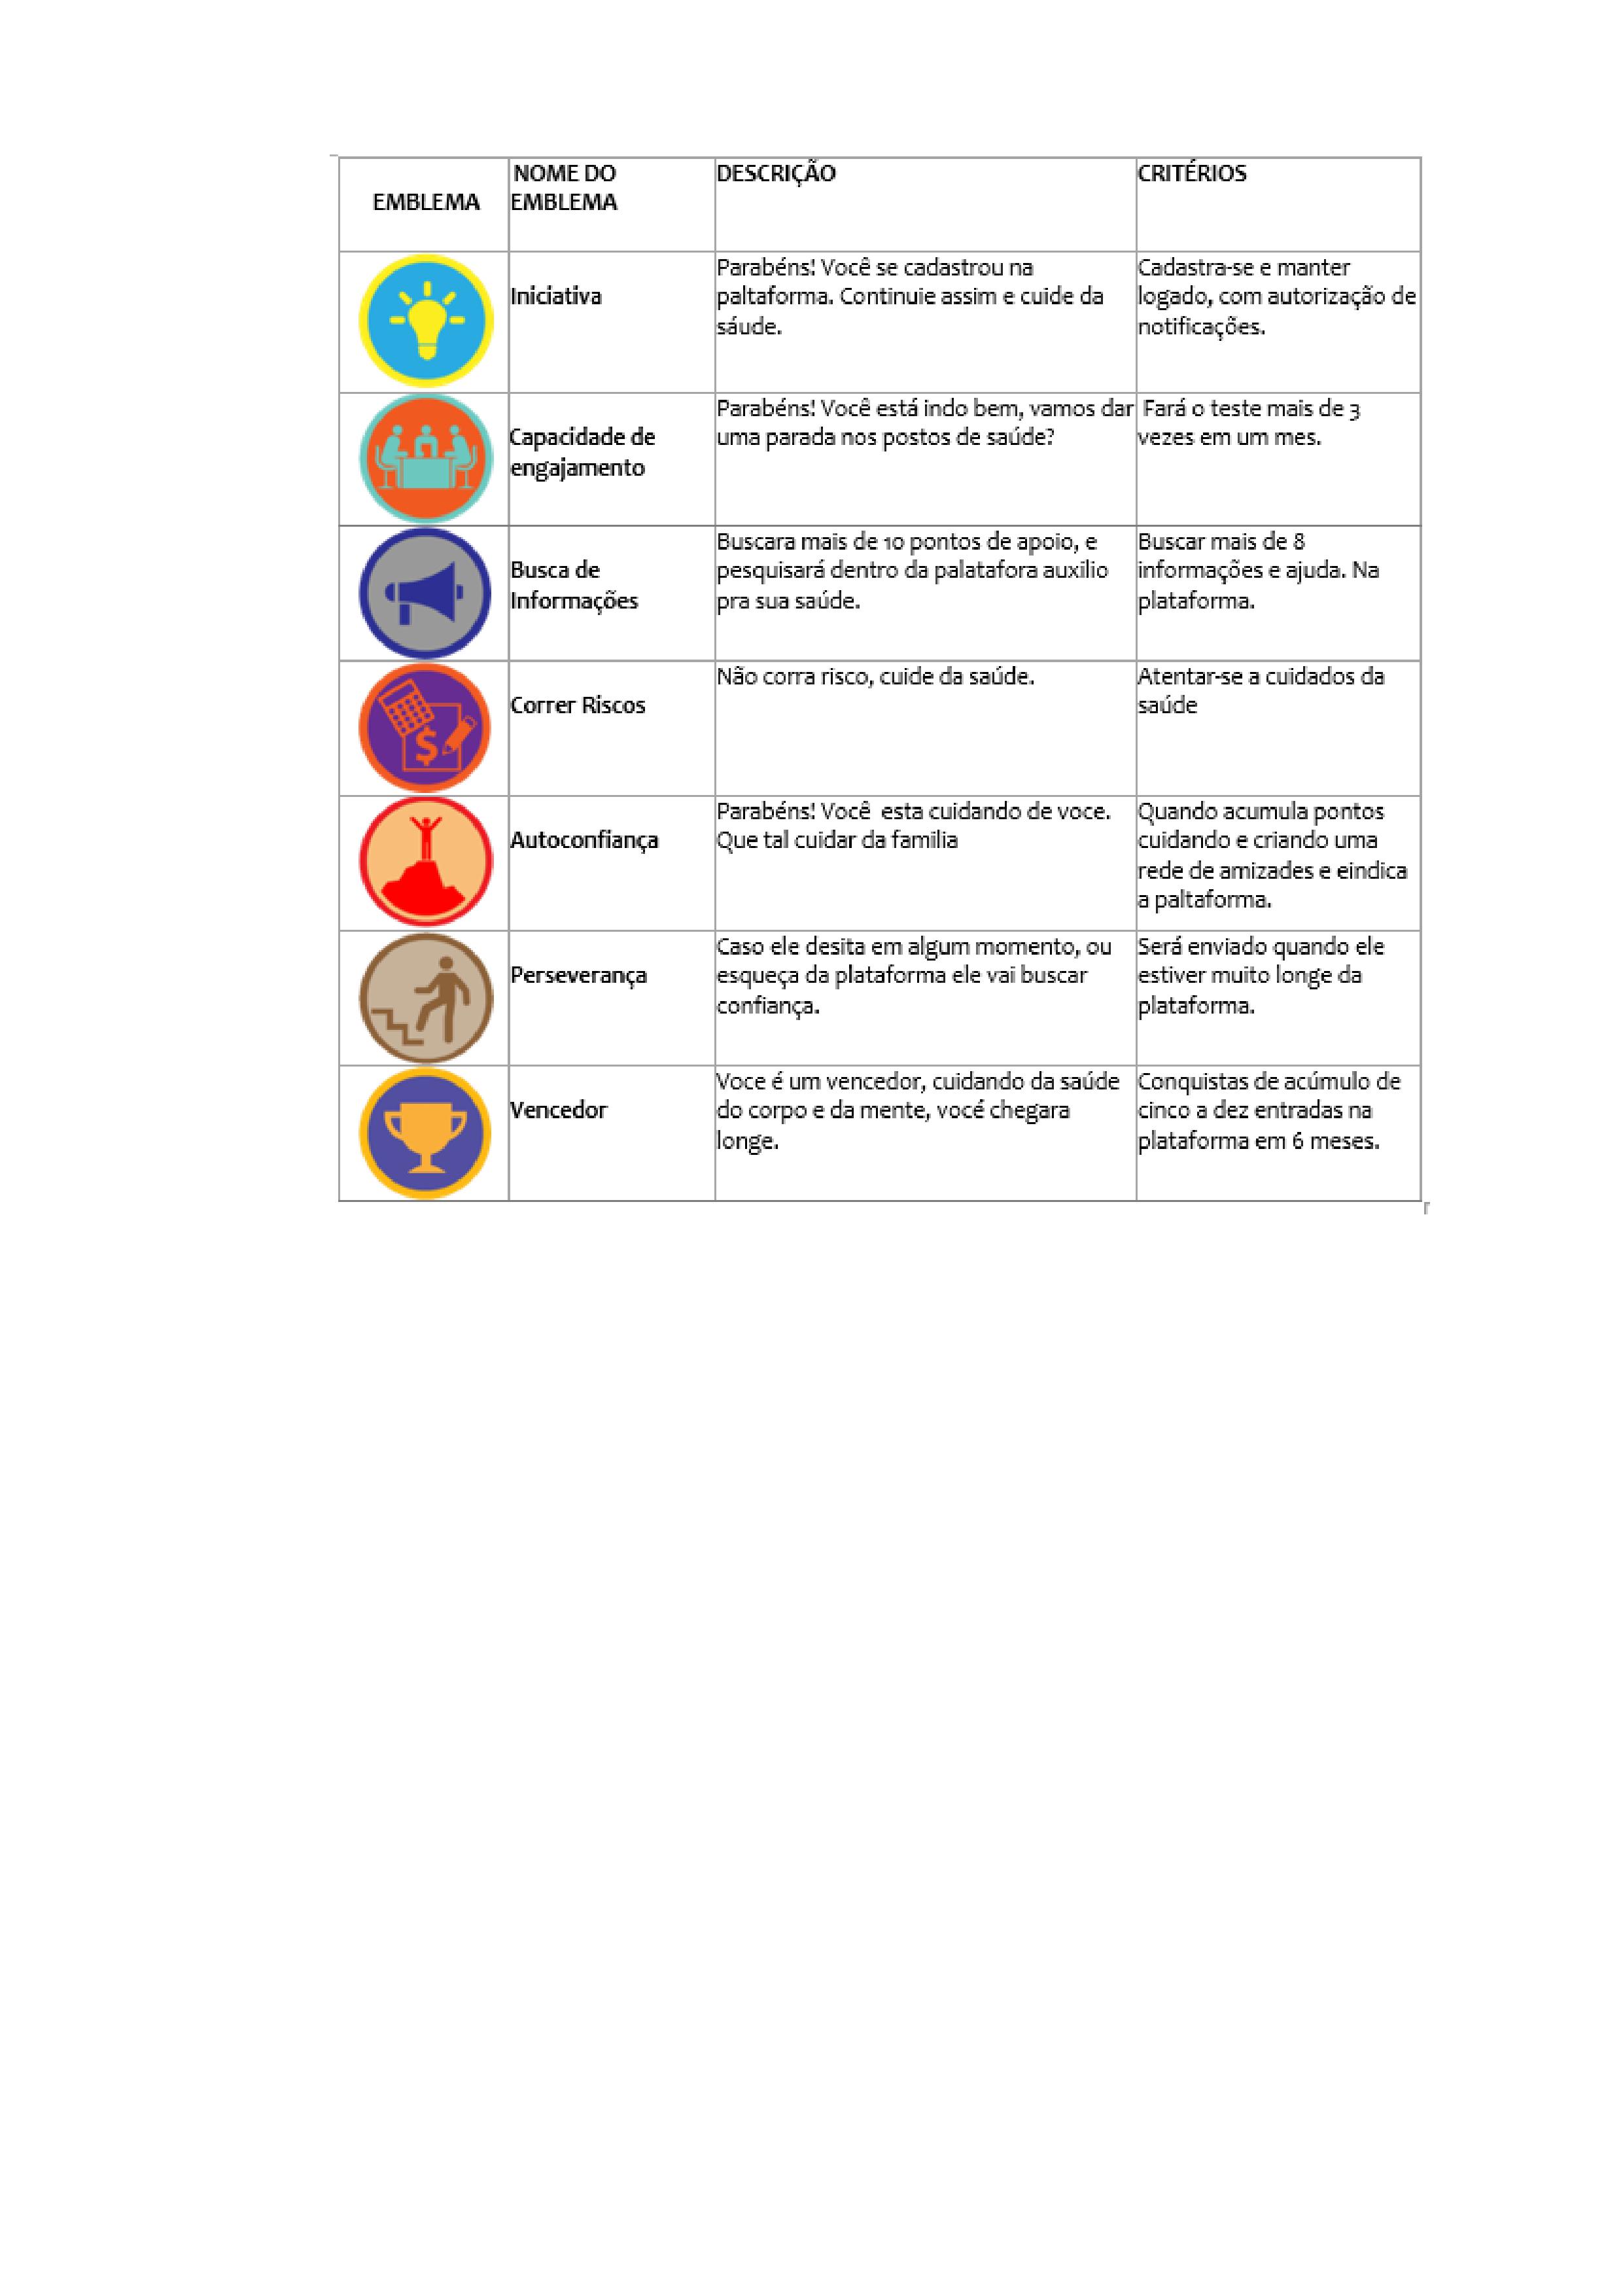 EMBLEMA
NOME DO
EMBLEMA
DESCRIÇÃO
CRITÉRIOS
Iniciativa
Parabéns! Você se cadastrou na
paltaforma. Continuie assim e cuide da
sáude.
Cadastra-se e manter
logado, com autorização de
notificações.
Capacidade de
engajamento
Parabéns! Você está indo bem, vamos dar
uma parada nos postos de saúde?
Fará o teste mais de 3
vezes em um mes.
Busca de
Informações
Buscara mais de 10 pontos de apoio, e
pesquisará dentro da palatafora auxilio
pra sua saúde.
Buscar mais de 8
informações e ajuda. Na
plataforma.
Correr Riscos
Não corra risco, cuide da saúde.
Atentar-se a cuidados da
saúde
$
Autoconfiança
Parabéns! Você esta cuidando de voce.
Que tal cuidar da familia
Quando acumula pontos
cuidando e criando uma
rede de amizades e eindica
a paltaforma.
Perseverança
Caso ele desita em algum momento, ou
esqueça da plataforma ele vai buscar
confiança.
Será enviado quando ele
estiver muito longe da
plataforma.
Vencedor
Voce é um vencedor, cuidando da saúde
do corpo e da mente, vocé chegara
longe.
Conquistas de acúmulo de
cinco a dez entradas na
plataforma em 6 meses.